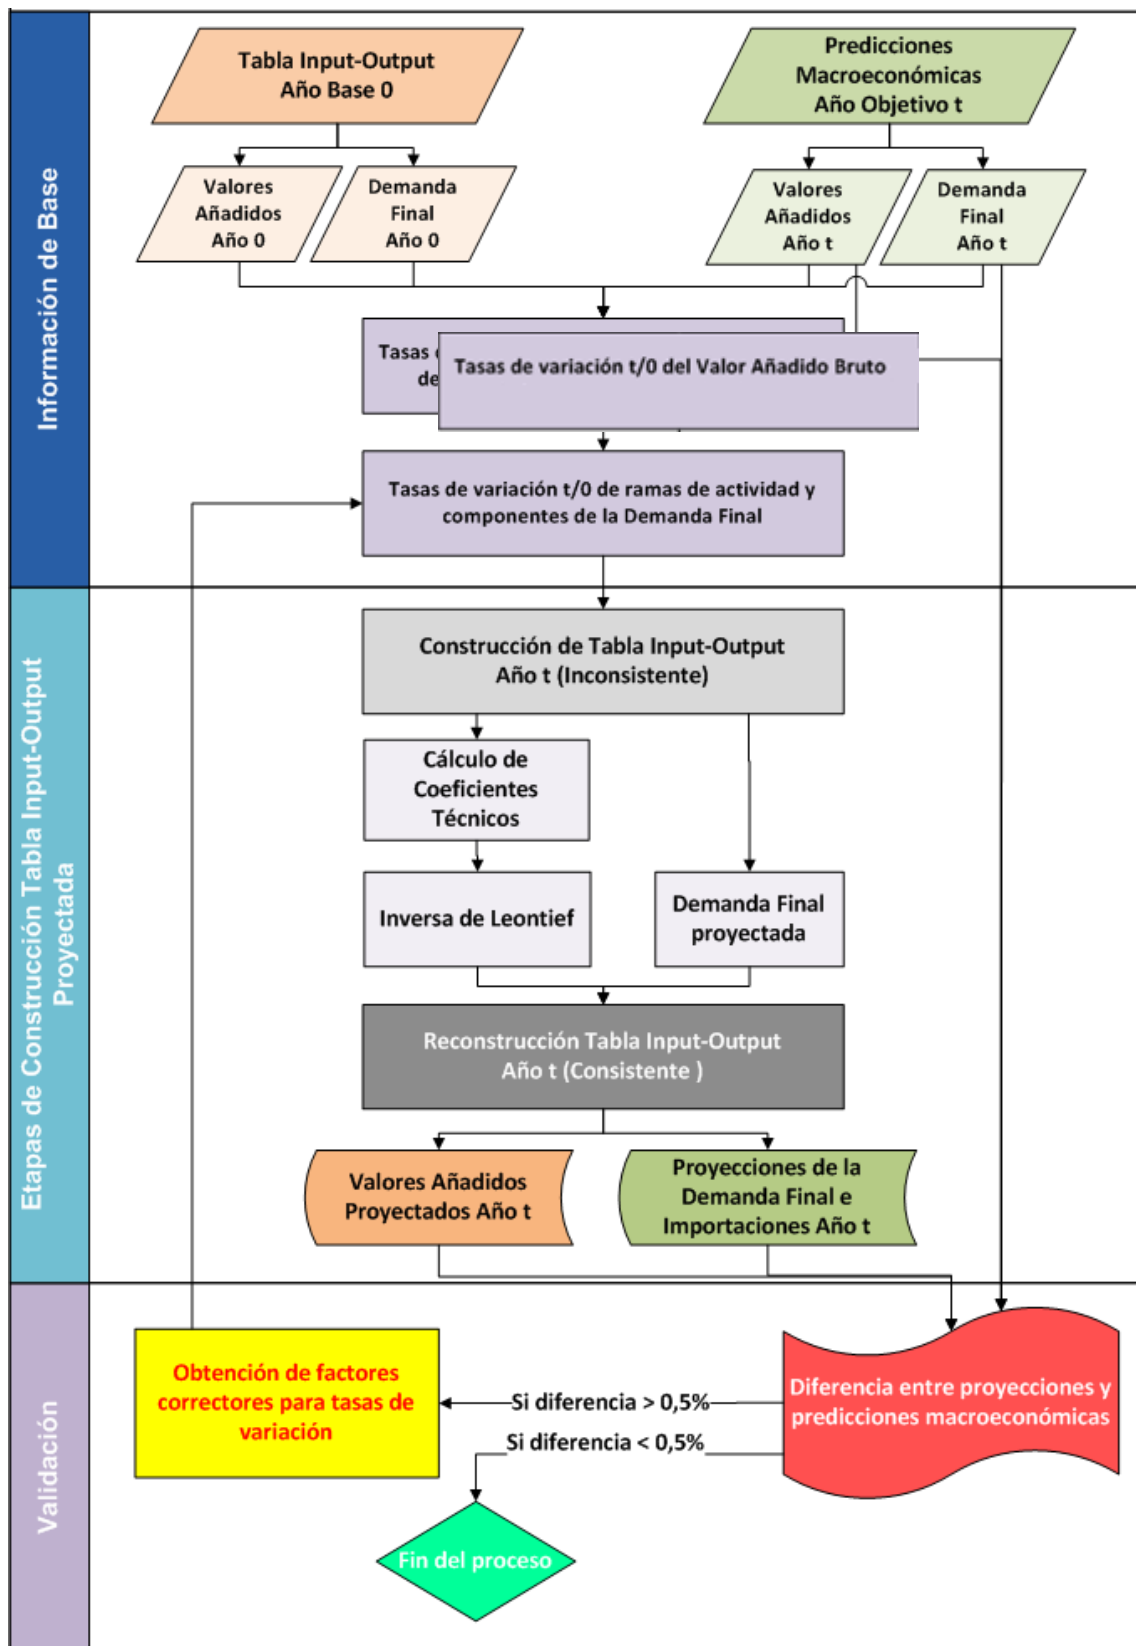 Información de Base
Tabla Input-Output
Año Base 0
Predicciones
Macroeconómicas
Año Objetivo t
Valores
Añadidos
Año 0
Demanda
Final
Año 0
Valores
Añadidos
Año t
Demanda
Final
Año t
Tasas
de
Tasas de variación t/0 del Valor Añadido Bruto
Tasas de variación t/0 de ramas de actividad y
componentes de la Demanda Final
Etapas de Construcción Tabla Input-Output
Proyectada
Construcción de Tabla Input-Output
Año t (Inconsistente)
Cálculo de
Coeficientes
Técnicos
Inversa de Leontief
Demanda Final
proyectada
Reconstrucción Tabla Input-Output
Año t (Consistente )
Valores Añadidos
Proyectados Año t
Proyecciones de la
Demanda Final e
Importaciones Año t
Validación
Obtención de factores
correctores para tasas de
variación
Si diferencia > 0,5%
Si diferencia < 0,5%
Diferencia entre proyecciones y
predicciones macroeconómicas
Fin del proceso